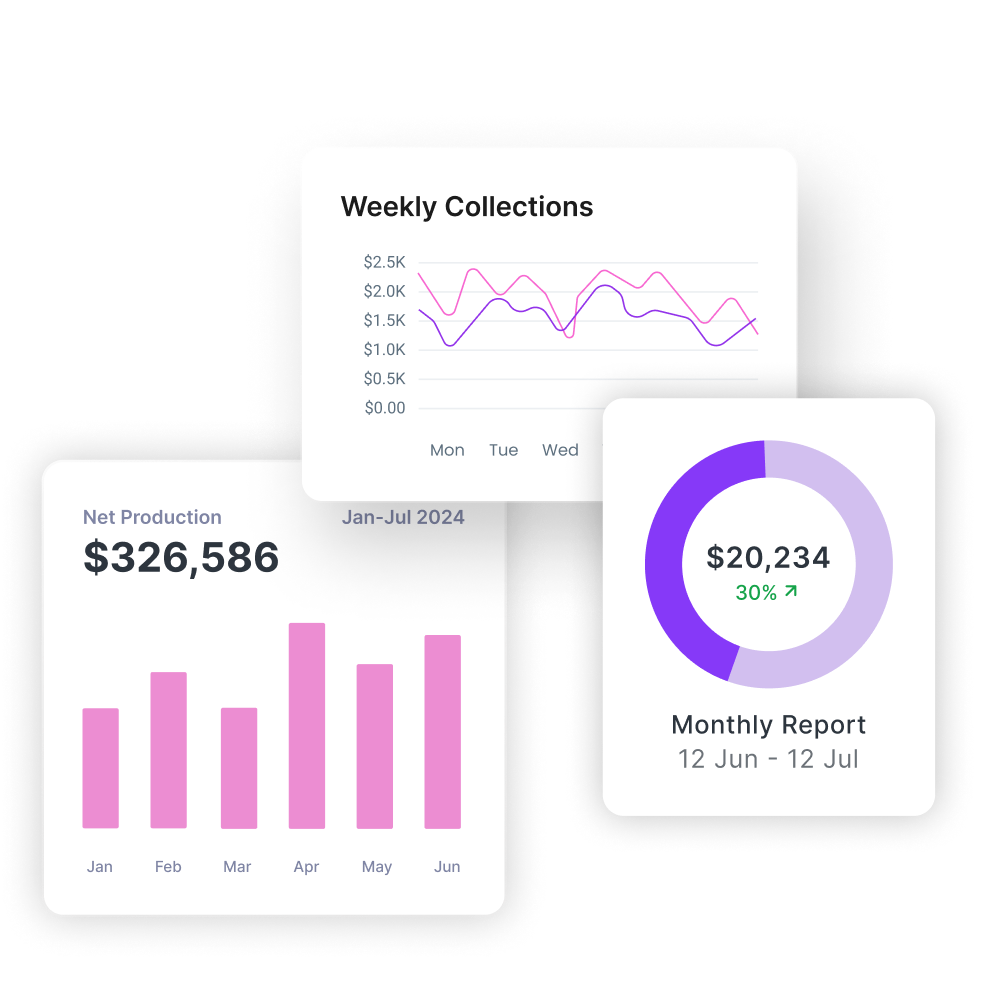 Weekly Collections
$2.5K
$2.0K
$1.5K
$1.0K
$0.5K
$0.00
Mon Tue Wed
Net Production Jan-Jul 2024
$326,586
Jan Feb Mar Apr May Jun
$20,234
30%
Monthly Report
12 Jun - 12 Jul